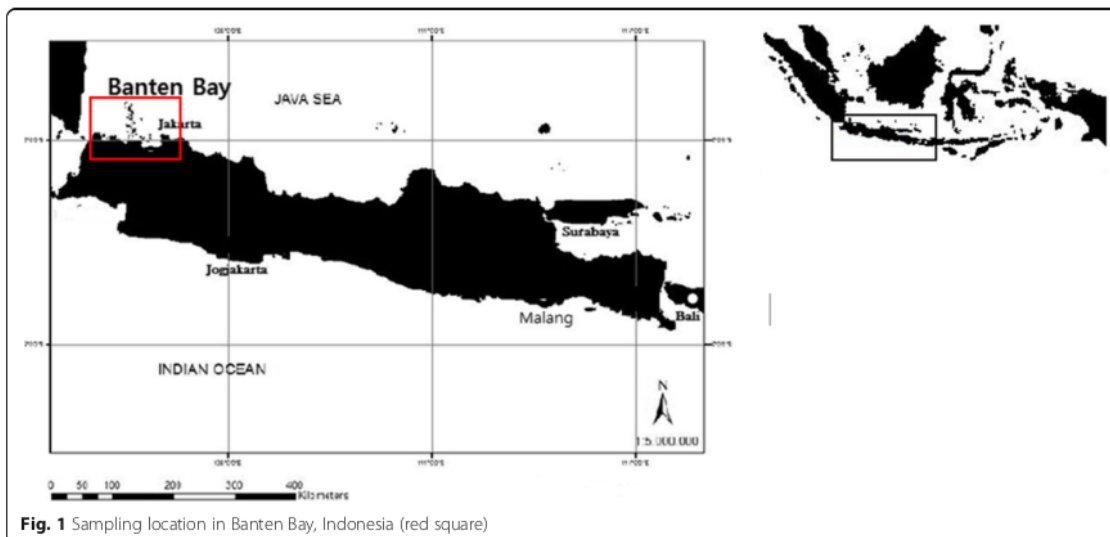 Banten Bay
JAVA SEA
Jakarta
Surabaya
Jogjakarta
Malang
Bali
INDIAN OCEAN
N
1:5.000.000
0 50 100 200 300 400
Kilometers
Fig. 1 Sampling location in Banten Bay, Indonesia (red square)